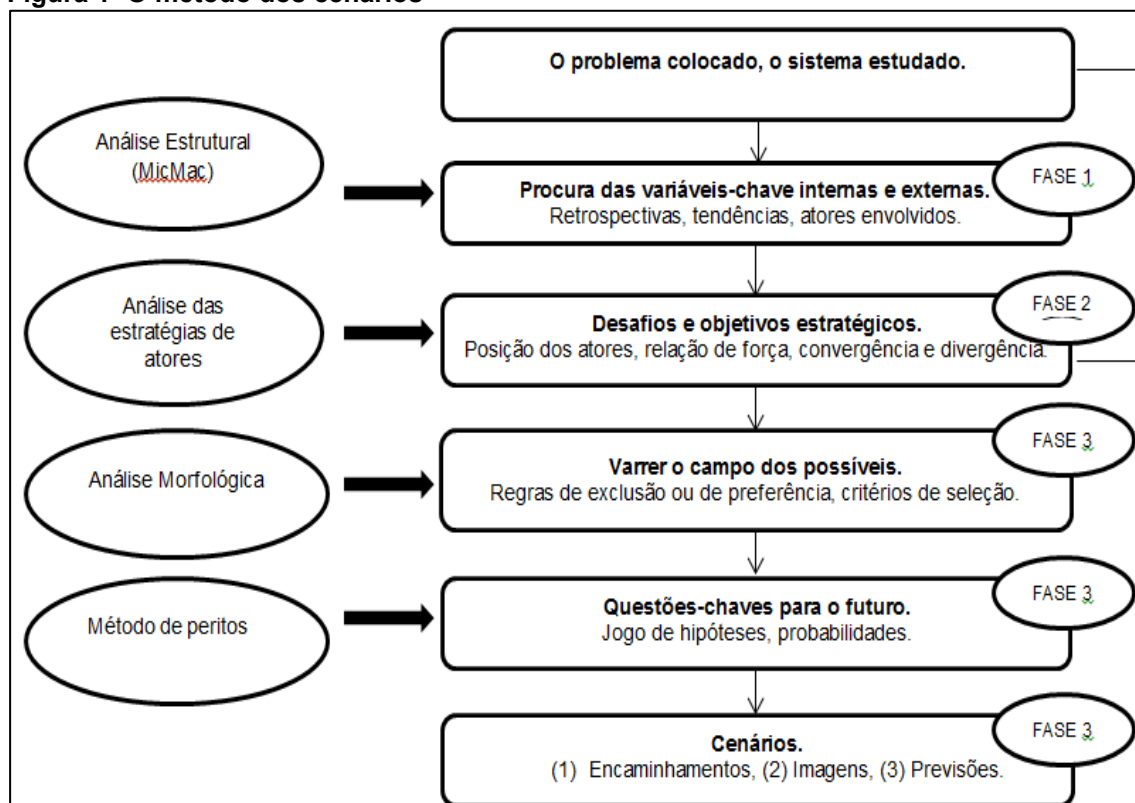 Figura 1- O método dos cenários
O problema colocado, o sistema estudado.
Análise Estrutural
(MicMac)
Procura das variáveis-chave internas e externas.
Retrospectivas, tendências, atores envolvidos.
FASE 1
Análise das
estratégias de
atores
Desafios e objetivos estratégicos.
Posição dos atores, relação de força, convergência e divergência.
FASE 2
Análise Morfológica
Varrer o campo dos possíveis.
Regras de exclusão ou de preferência, critérios de seleção.
FASE 3
Método de peritos
Questões-chaves para o futuro.
Jogo de hipóteses, probabilidades.
FASE 3
Cenários.
(1) Encaminhamentos, (2) Imagens, (3) Previsões.
FASE 3